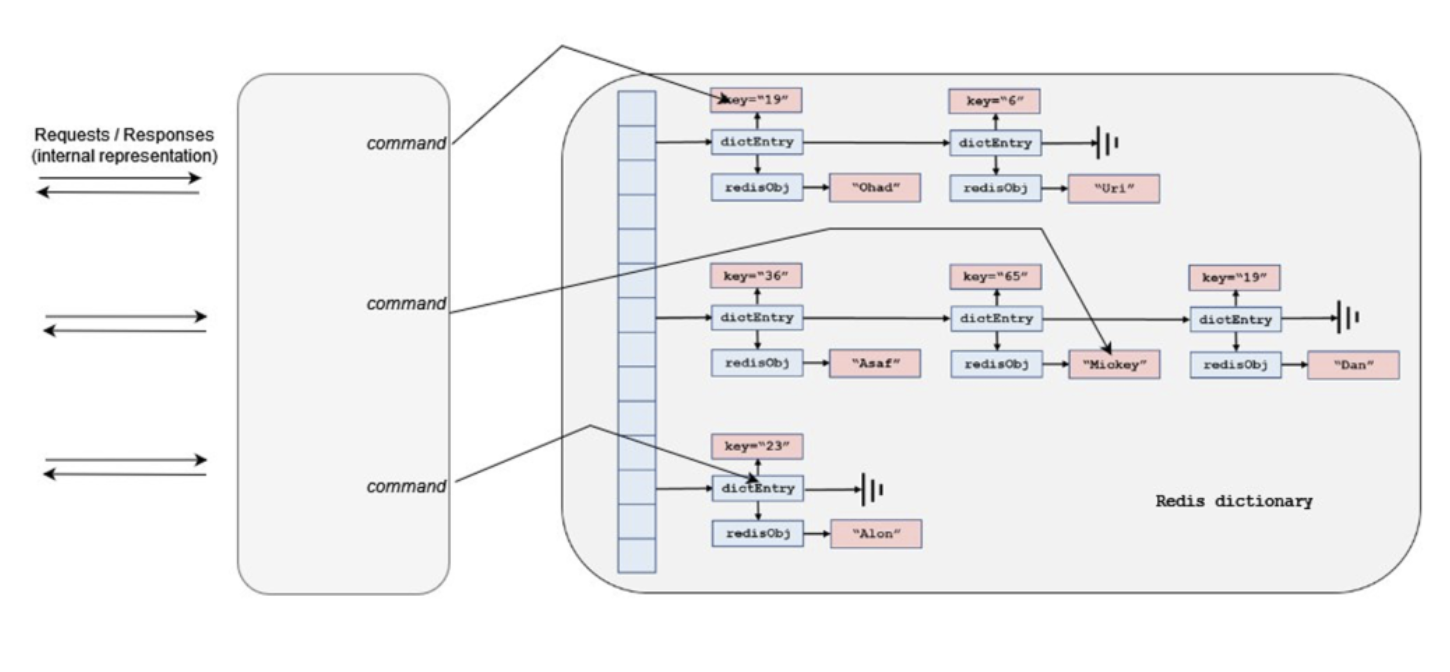 Requests / Responses
(internal representation)
command
command
command
key="19"
dictEntry
redisObj
"Ohad"
key="6"
dictEntry
redisObj
"Uri"
key="36"
dictEntry
redisObj
"Asaf"
key="65"
dictEntry
redisObj
"Mickey"
key="19"
dictEntry
redisObj
"Dan"
key="23"
dictEntry
redisObj
"Alon"
Redis dictionary